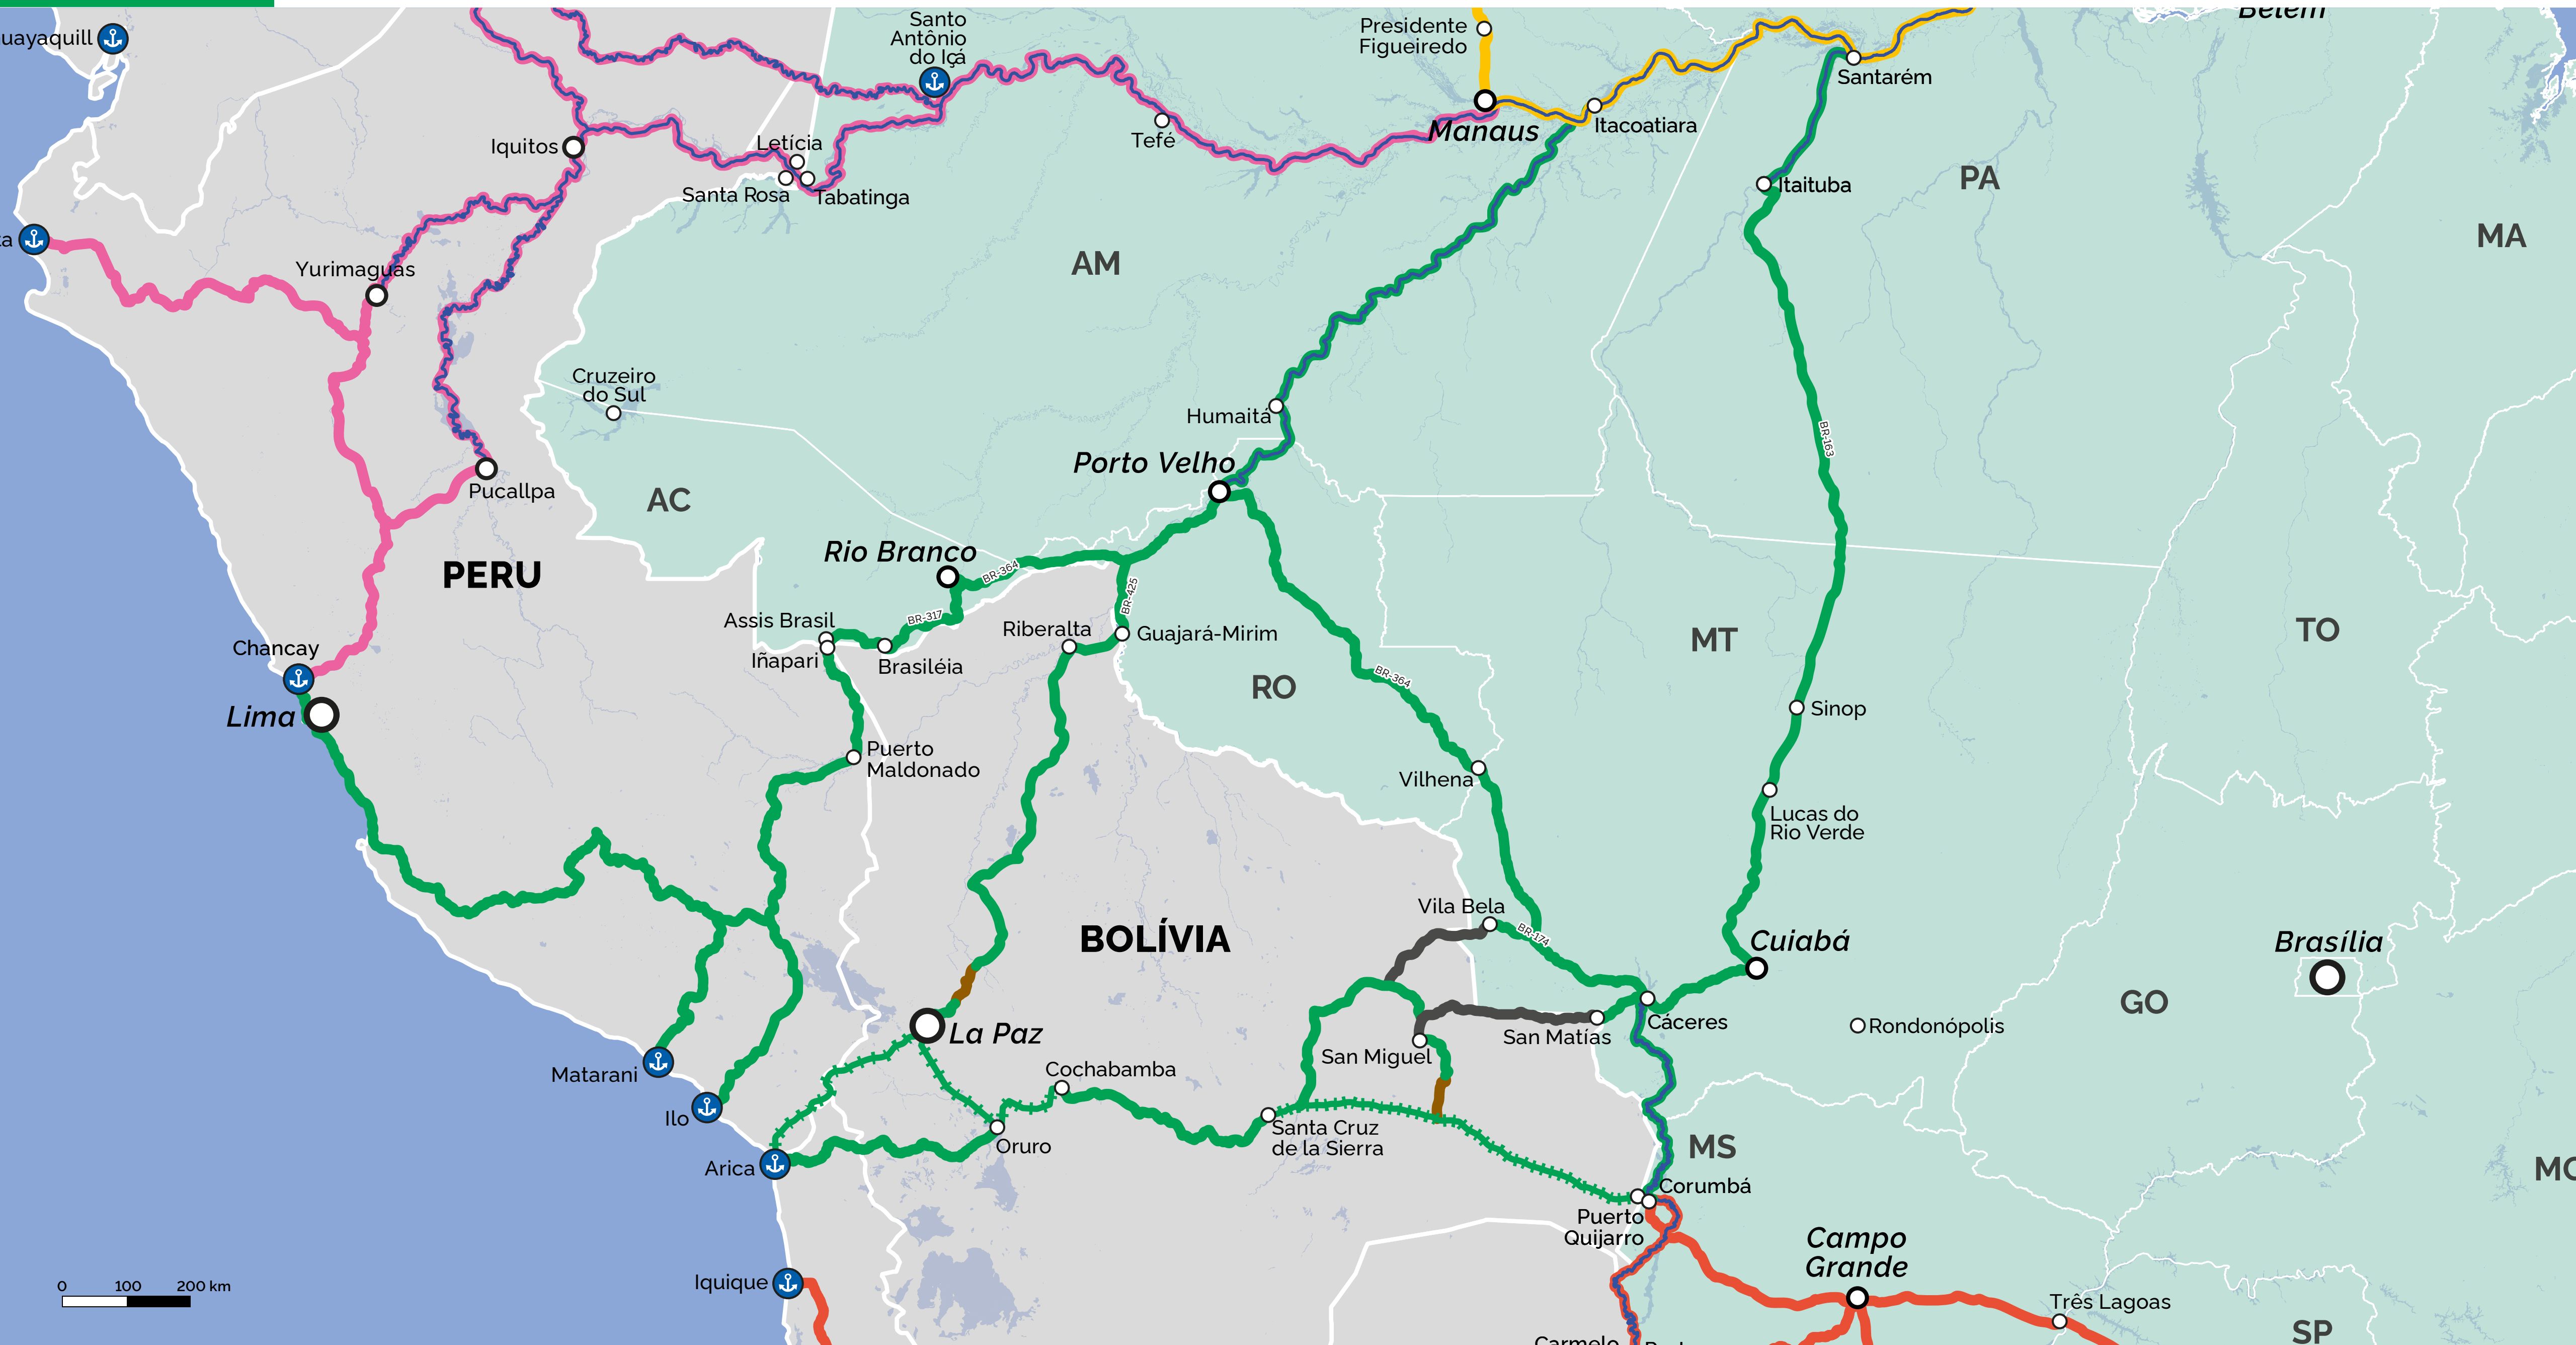 Belém
Santo
Antônio
do Içá
Presidente
Figueiredo
Santarém
Manaus
Itacoatiara
Iquitos
Letícia
Tefé
Santa Rosa
Tabatinga
Itaituba
PA
MA
AM
Yurimaguas
Cruzeiro
do Sul
Humaitá
BR-163
Porto Velho
Pucallpa
AC
Rio Branco
BR-364
PERU
BR-425
BR-317
Assis Brasil
Riberalta
Guajará-Mirim
Iñapari
Brasiléia
MT
TO
Chancay
BR-364
RO
Lima
Sinop
Puerto
Maldonado
Vilhena
Lucas do
Rio Verde
Vila Bela
BR-174
BOLÍVIA
Cuiabá
Brasília
GO
La Paz
San Matías
Cáceres
Rondonópolis
San Miguel
Matarani
Cochabamba
Ilo
Santa Cruz
de la Sierra
Oruro
MS
Arica
Corumbá
Puerto
Quijarro
Campo
Grande
Iquique
0 100 200 km
Três Lagoas
SP
Carmelo